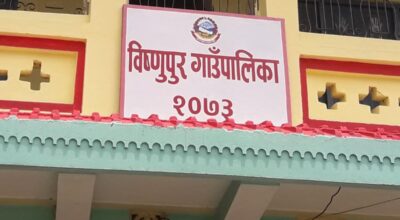 विष्णुपुर गाउँपालिका
२०७३